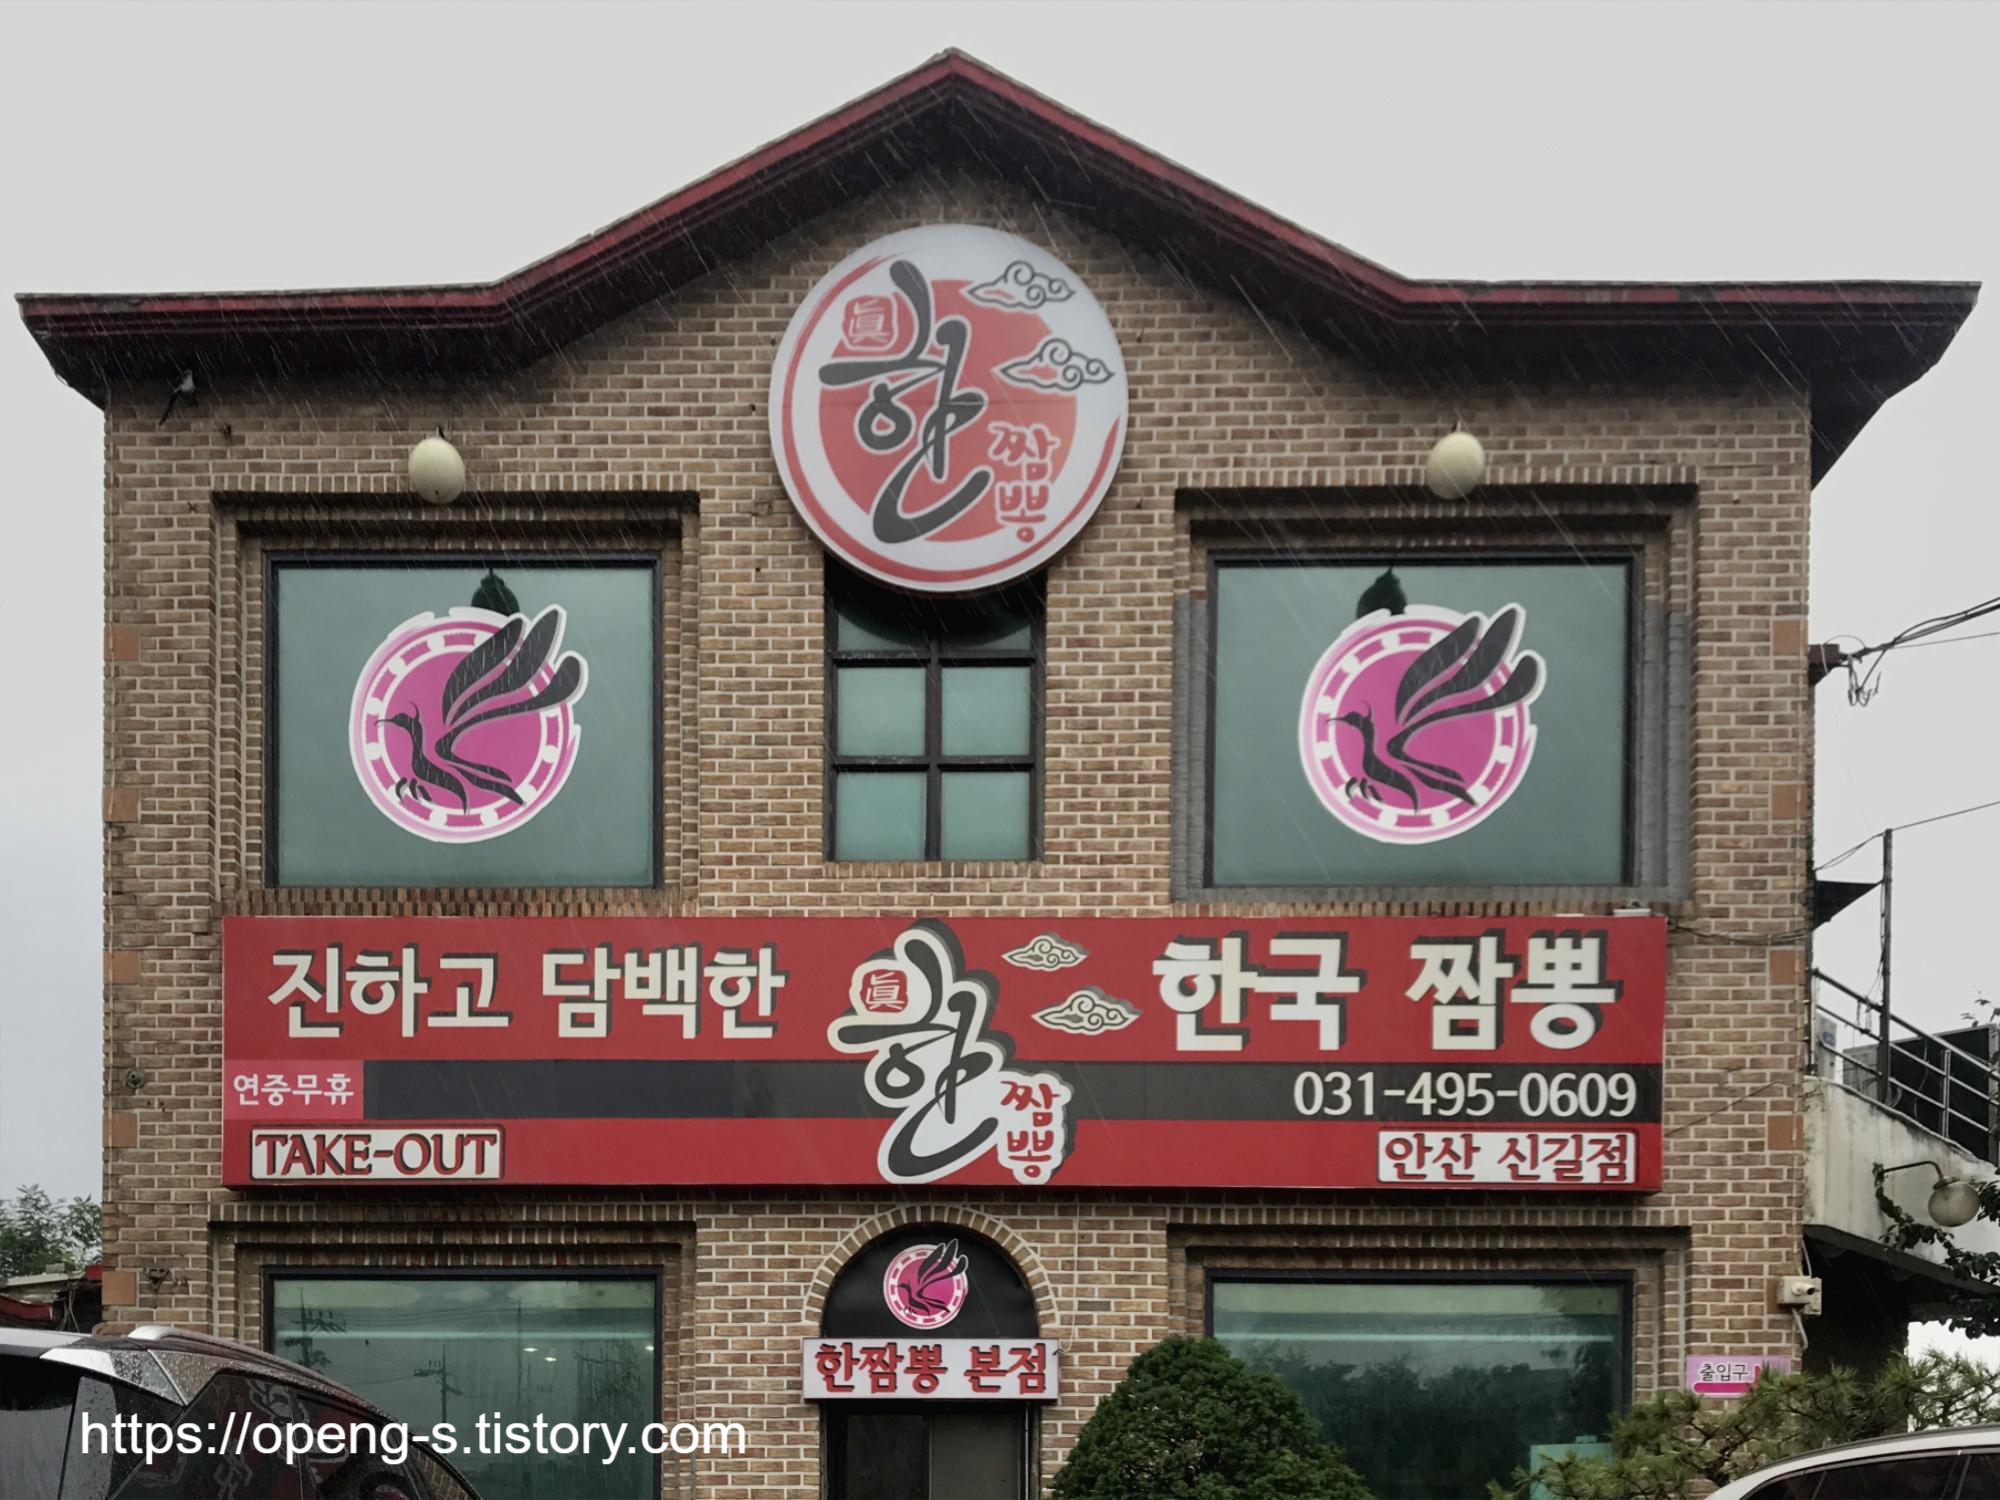 眞
한
짬
뽕
진하고 담백한
眞
한
짬
뽕
한국 짬뽕
연중무휴
031-495-0609
TAKE-OUT
안산 신길점
한짬뽕 본점
출입구
https://openg-s.tistory.com